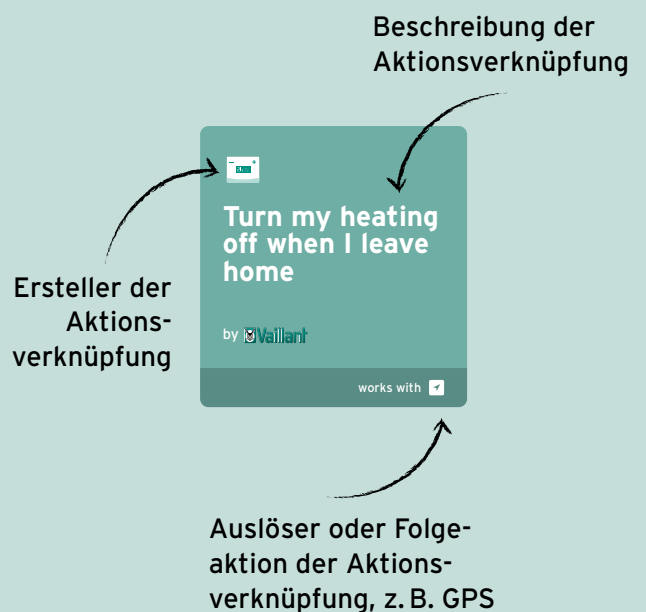 Beschreibung der
Aktionsverknüpfung
Turn my heating
off when I leave
home
by Vaillant
works with
Ersteller der
Aktions-
verknüpfung
Auslöser oder Folge-
aktion der Aktions-
verknüpfung, z. B. GPS